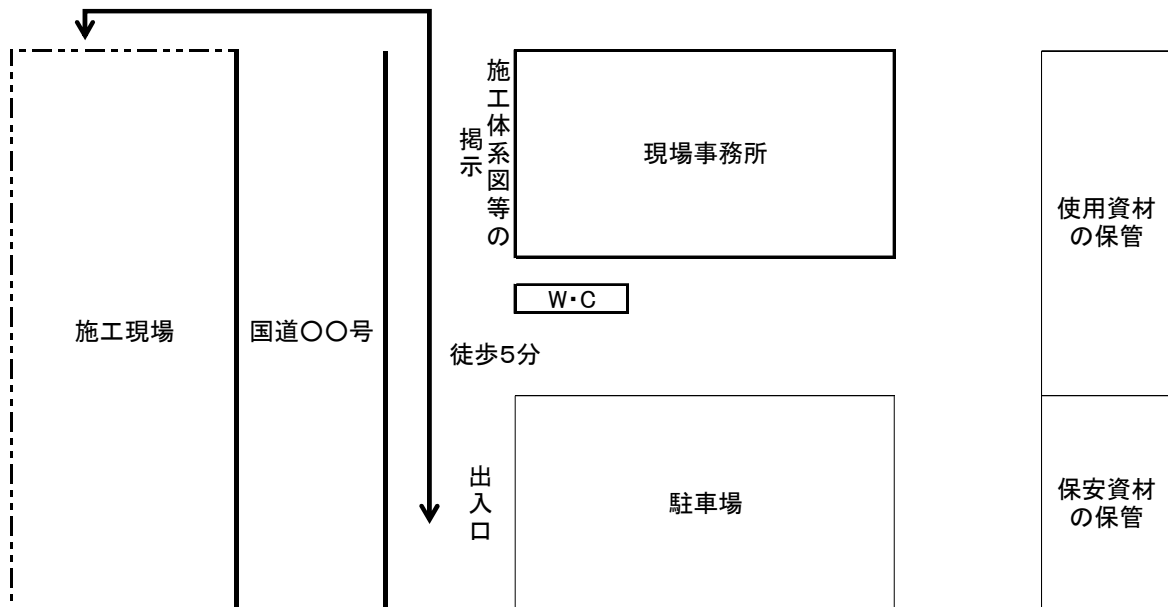 施工体系図等の
掲示
現場事務所
使用資材
の保管
W・C
施工現場
国道〇〇号
徒歩5分
出入口
駐車場
保安資材
の保管